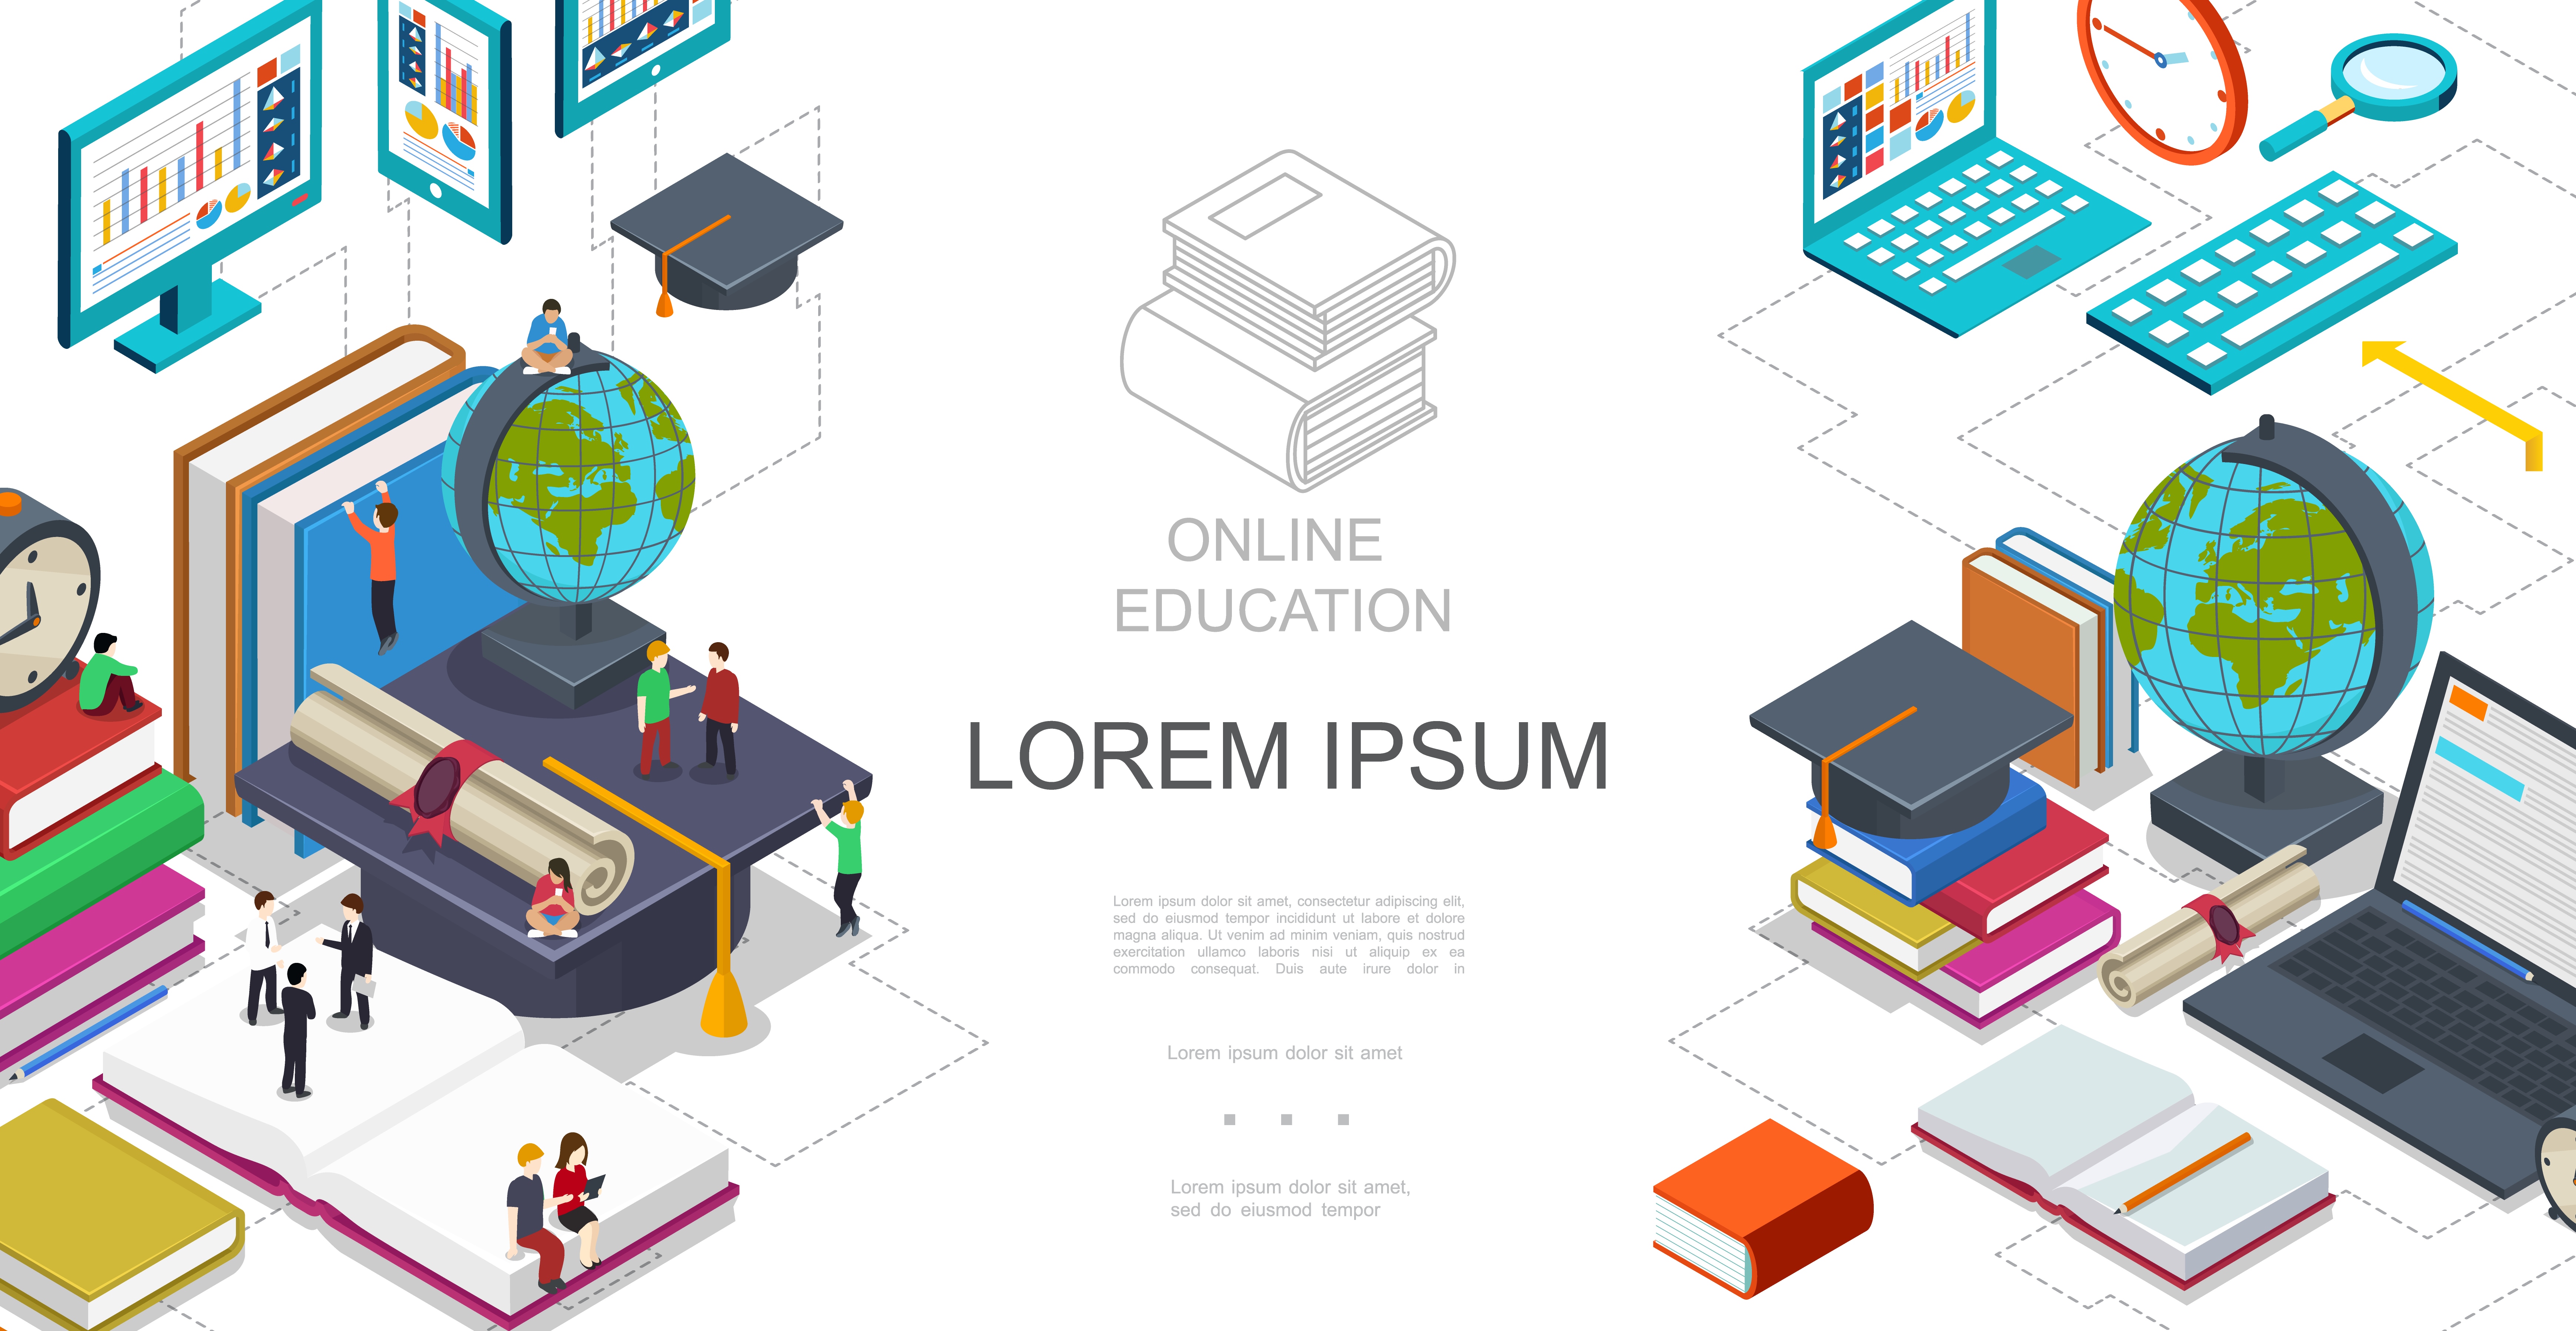 ONLINE
EDUCATION
LOREM IPSUM
Lorem ipsum dolor sit amet, consectetur adipiscing elit,
sed do eiusmod tempor incididunt ut labore et dolore
magna aliqua. Ut venim ad minim veniam, quis nostrud
exercitation ullamco laboris nisi ut aliquip ex ea
commodo consequat. Duis aute irure dolor in
Lorem ipsum dolor sit amet
Lorem ipsum dolor sit amet,
sed do eiusmod tempor